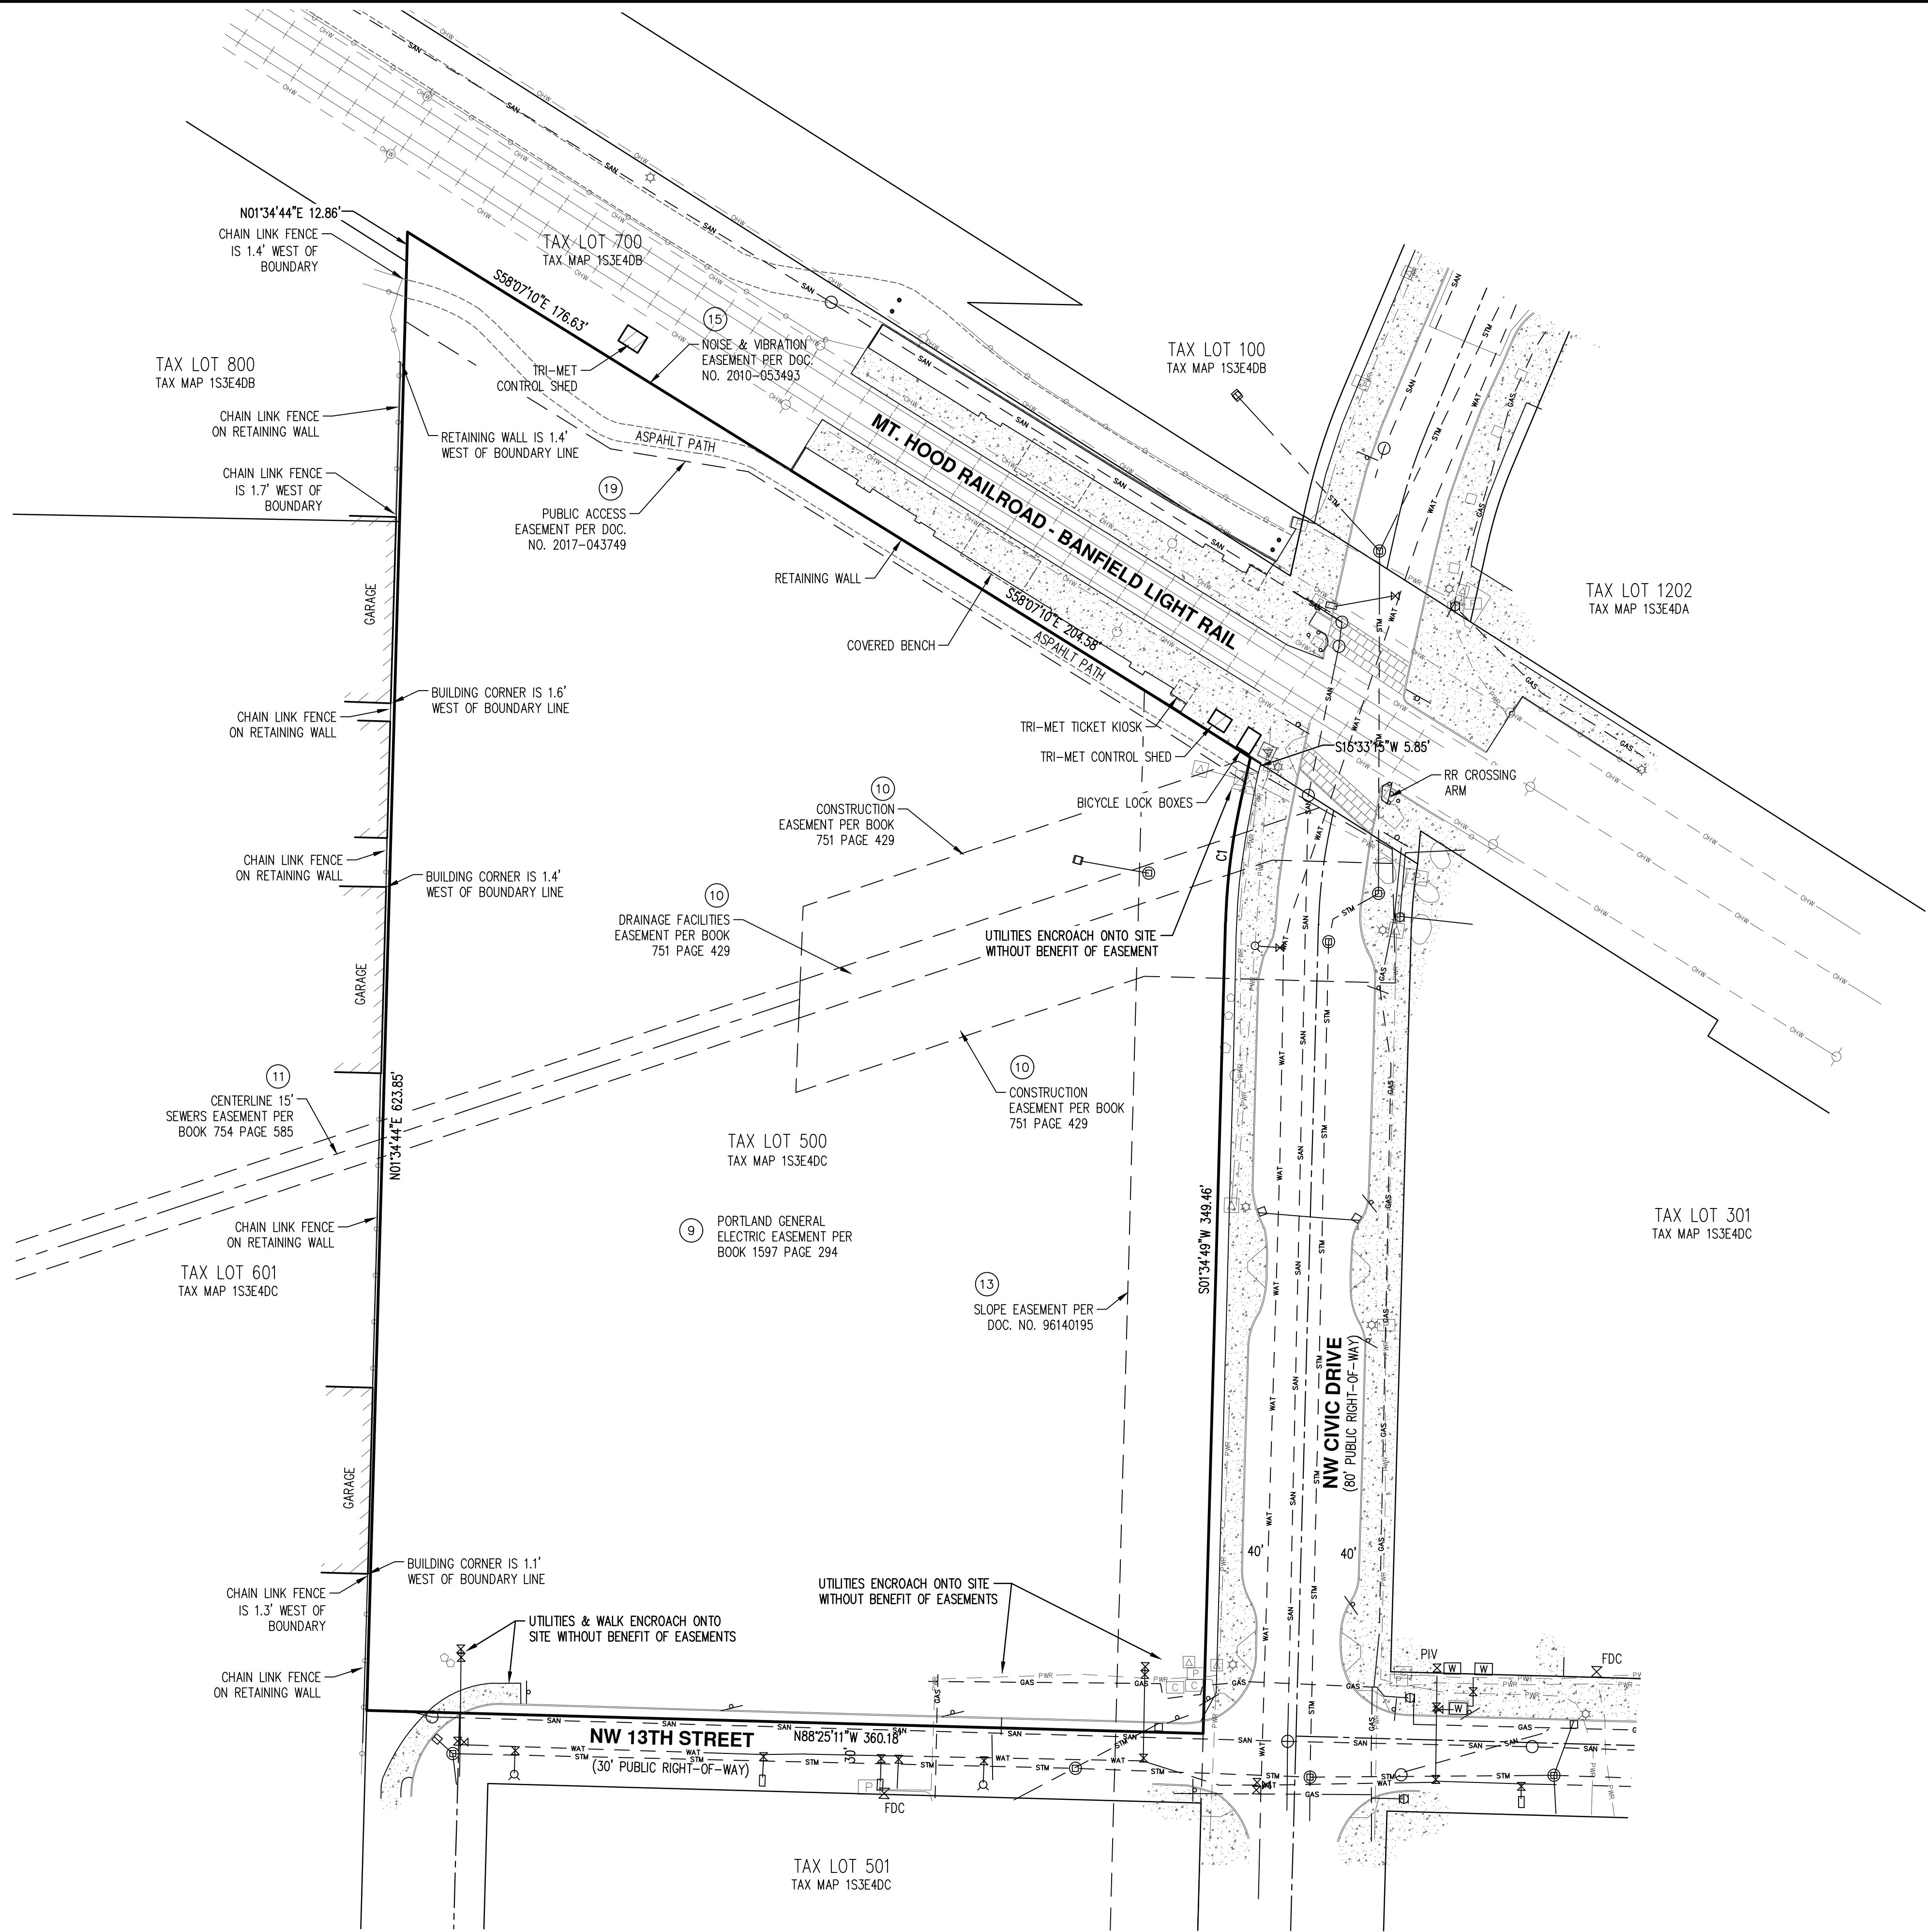 N01°34'44"E 12.86'
CHAIN LINK FENCE
IS 1.4' WEST OF
BOUNDARY
TAX LOT 700
TAX MAP 1S3E4DB
S58°07'10"E 176.63'
15
NOISE & VIBRATION
EASEMENT PER DOC.
NO. 2010-053493
TRI-MET
CONTROL SHED
TAX LOT 800
TAX MAP 1S3E4DB
TAX LOT 100
TAX MAP 1S3E4DB
CHAIN LINK FENCE
ON RETAINING WALL
RETAINING WALL IS 1.4'
WEST OF BOUNDARY LINE
ASPAHLT PATH
MT. HOOD RAILROAD - BANFIELD LIGHT RAIL
CHAIN LINK FENCE
IS 1.7' WEST OF
BOUNDARY
19
PUBLIC ACCESS
EASEMENT PER DOC.
NO. 2017-043749
RETAINING WALL
S58°07'10"E 204.58'
ASPAHLT PATH
COVERED BENCH
TAX LOT 1202
TAX MAP 1S3E4DA
GARAGE
BUILDING CORNER IS 1.6'
WEST OF BOUNDARY LINE
CHAIN LINK FENCE
ON RETAINING WALL
TRI-MET TICKET KIOSK
TRI-MET CONTROL SHED
S15°33'15"W 5.85'
RR CROSSING
ARM
BICYCLE LOCK BOXES
10
CONSTRUCTION
EASEMENT PER BOOK
751 PAGE 429
CHAIN LINK FENCE
ON RETAINING WALL
BUILDING CORNER IS 1.4'
WEST OF BOUNDARY LINE
C1
10
DRAINAGE FACILITIES
EASEMENT PER BOOK
751 PAGE 429
UTILITIES ENCROACH ONTO SITE
WITHOUT BENEFIT OF EASEMENT
GARAGE
11
CENTERLINE 15'
SEWERS EASEMENT PER
BOOK 754 PAGE 585
N01°34'44"E 623.85'
10
CONSTRUCTION
EASEMENT PER BOOK
751 PAGE 429
TAX LOT 500
TAX MAP 1S3E4DC
CHAIN LINK FENCE
ON RETAINING WALL
9
PORTLAND GENERAL
ELECTRIC EASEMENT PER
BOOK 1597 PAGE 294
S01°34'49"W 349.46'
TAX LOT 301
TAX MAP 1S3E4DC
TAX LOT 601
TAX MAP 1S3E4DC
13
SLOPE EASEMENT PER
DOC. NO. 96140195
NW CIVIC DRIVE
(80' PUBLIC RIGHT-OF-WAY)
GARAGE
40'
40'
BUILDING CORNER IS 1.1'
WEST OF BOUNDARY LINE
CHAIN LINK FENCE
IS 1.3' WEST OF
BOUNDARY
UTILITIES ENCROACH ONTO SITE
WITHOUT BENEFIT OF EASEMENTS
UTILITIES & WALK ENCROACH ONTO
SITE WITHOUT BENEFIT OF EASEMENTS
CHAIN LINK FENCE
ON RETAINING WALL
PIV
FDC
NW 13TH STREET
(30' PUBLIC RIGHT-OF-WAY)
N88°25'11"W 360.18'
30'
FDC
TAX LOT 501
TAX MAP 1S3E4DC